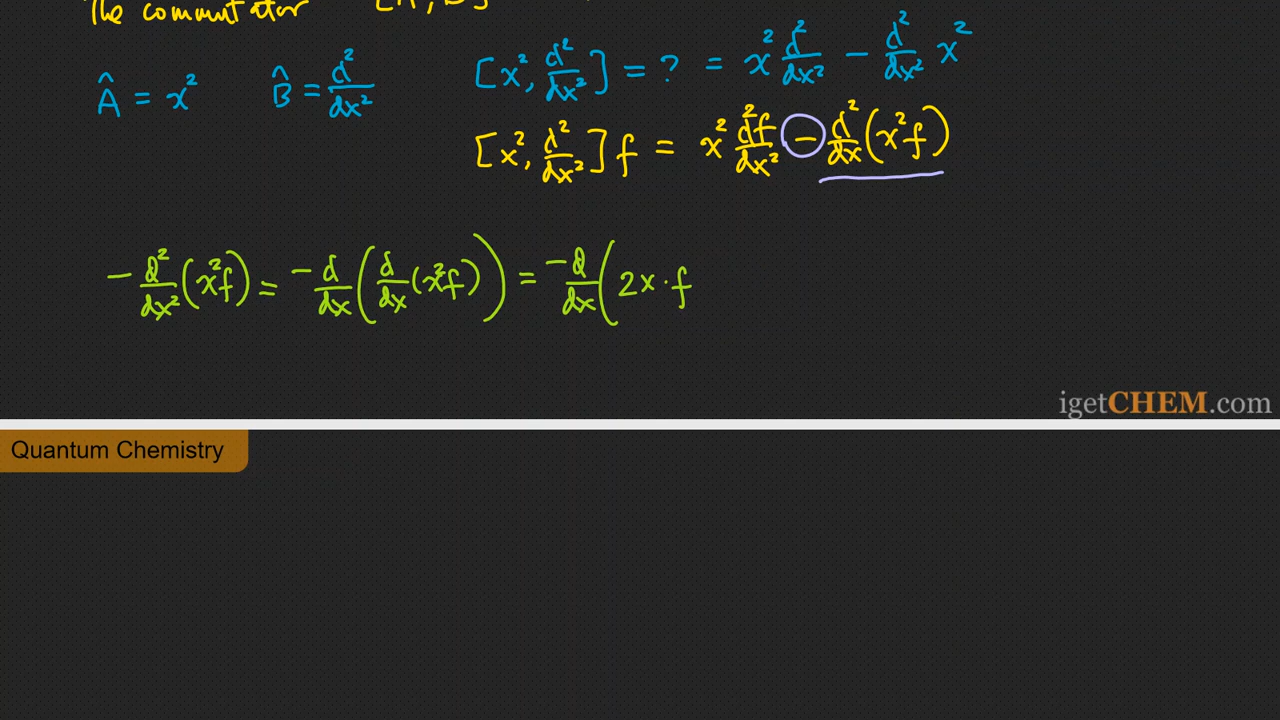 The commutator [A, B]
Â = x² B̂ = d²/dx² [x², d²/dx²] = ? = x² d²/dx² − d²/dx² x²
[x², d²/dx²] f = x² d²f/dx² − d²/dx (x²f)
− d²/dx² (x²f) = − d/dx ( d/dx (x²f) ) = − d/dx ( 2x · f
igetCHEM.com
Quantum Chemistry